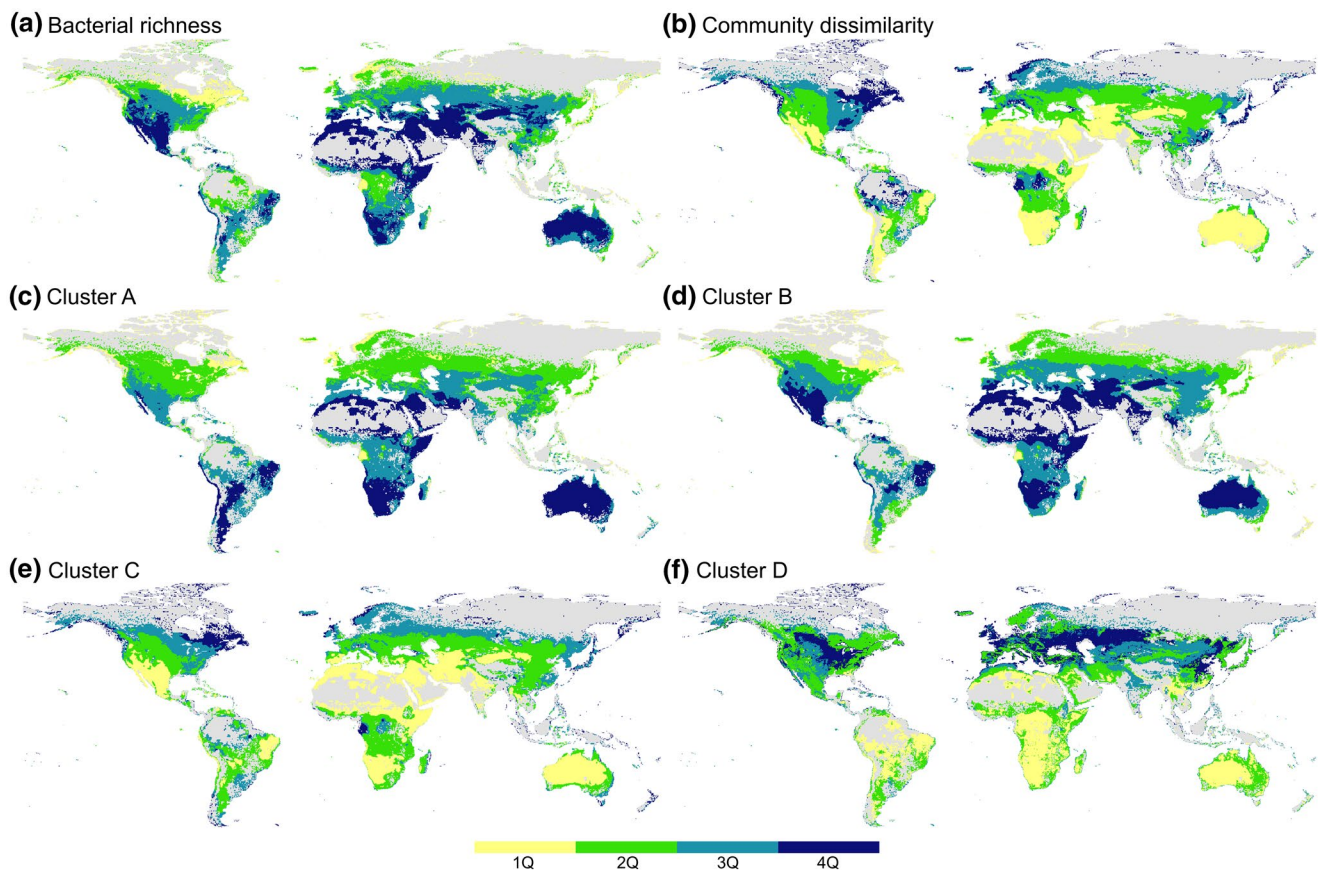 (a) Bacterial richness
(b) Community dissimilarity
(c) Cluster A
(d) Cluster B
(e) Cluster C
(f) Cluster D
1Q 2Q 3Q 4Q